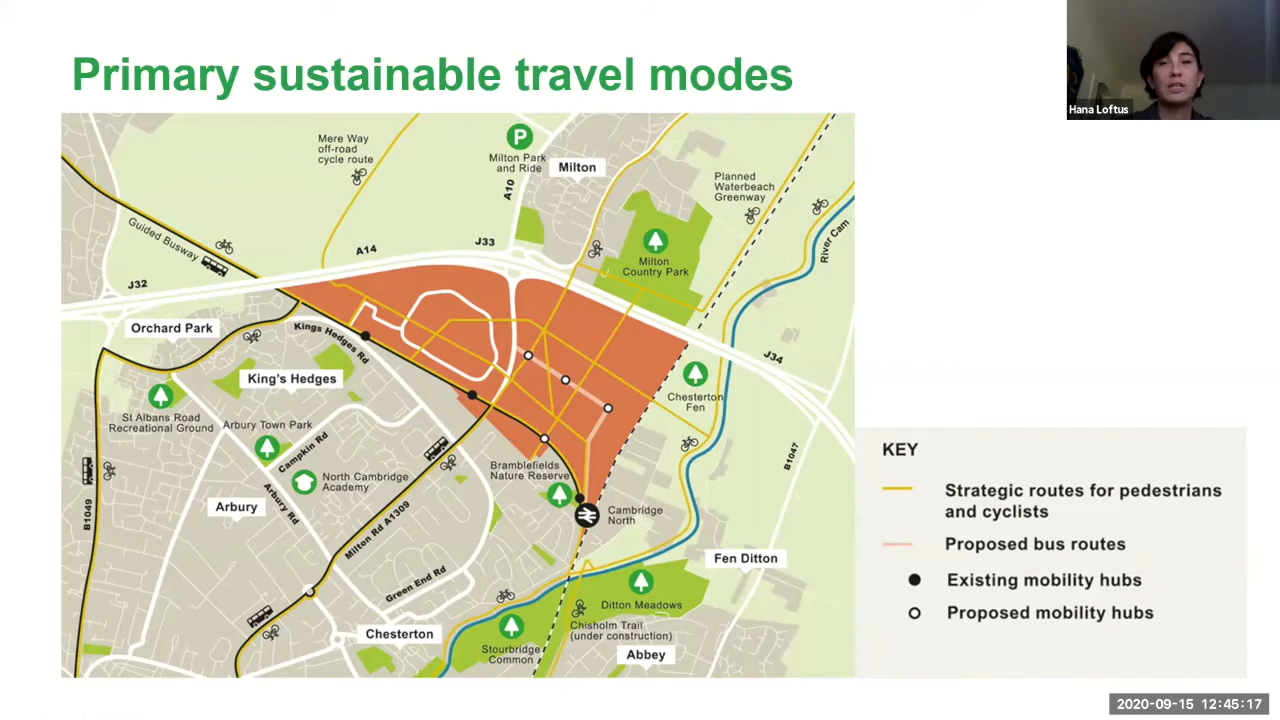 Primary sustainable travel modes
Hana Loftus
Mere Way
off-road
cycle route
P
Milton Park
and Ride
Milton
A10
Planned
Waterbeach
Greenway
River Cam
Guided Busway
A14
J33
Milton
Country Park
J32
Orchard Park
Kings Hedges Rd
J34
King's Hedges
Chesterton
Fen
St Albans Road
Recreational Ground
Arbury Town Park
Campkin Rd
North Cambridge
Academy
Bramblefields
Nature Reserve
B1047
B1049
Arbury
Arbury Rd
Milton Rd A1309
Cambridge
North
Green End Rd
Fen Ditton
Ditton Meadows
Chesterton
Stourbridge
Common
Chisholm Trail
(under construction)
Abbey
KEY
Strategic routes for pedestrians
and cyclists
Proposed bus routes
Existing mobility hubs
Proposed mobility hubs
2020-09-15 12:45:17